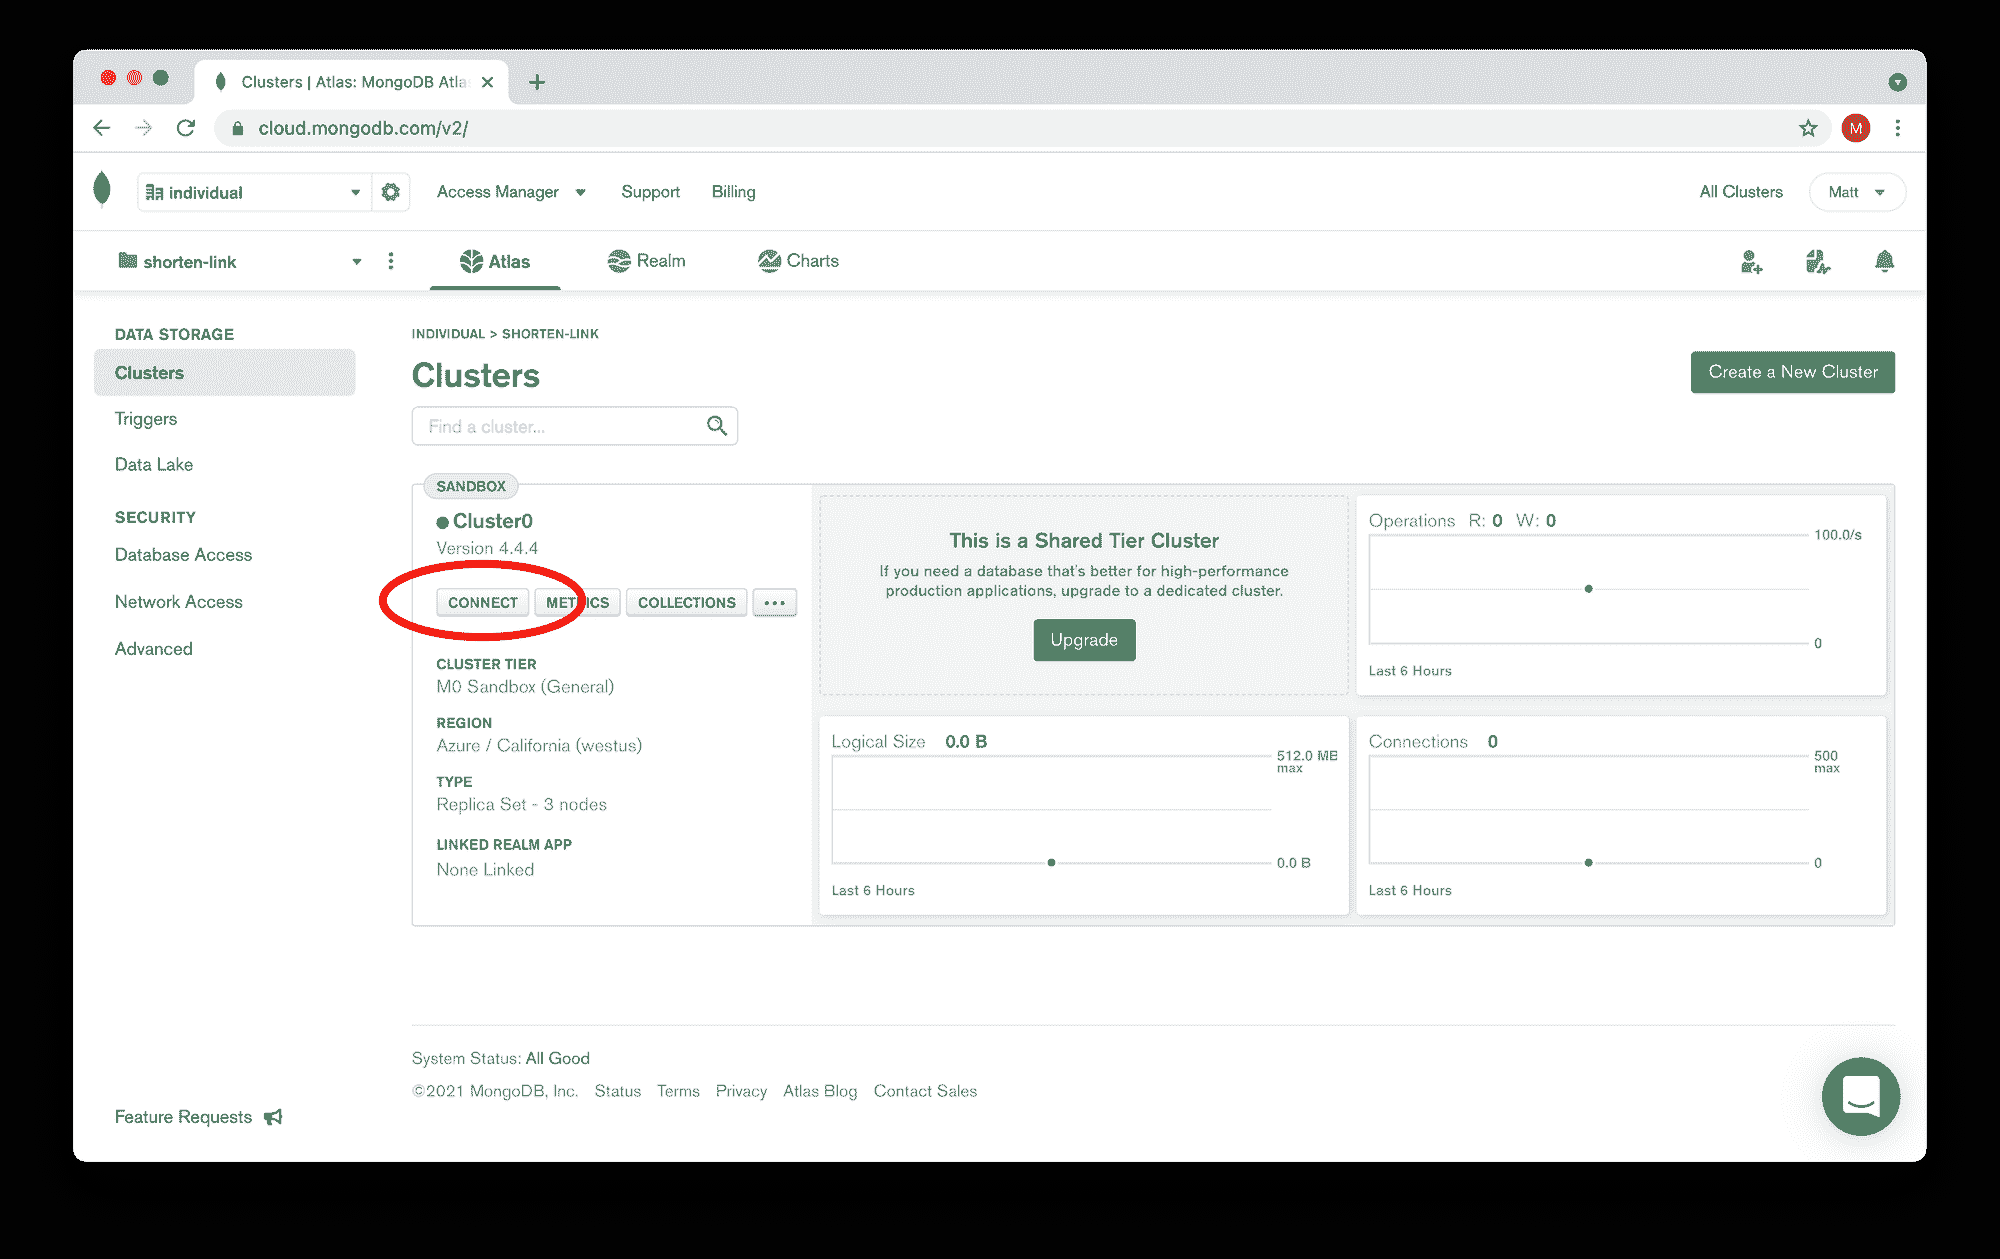 Clusters | Atlas: MongoDB Atla
cloud.mongodb.com/v2/
M
individual
Access Manager
Support
Billing
All Clusters
Matt
shorten-link
Atlas
Realm
Charts
DATA STORAGE
Clusters
Triggers
Data Lake
SECURITY
Database Access
Network Access
Advanced
Feature Requests
INDIVIDUAL > SHORTEN-LINK
Clusters
Create a New Cluster
Find a cluster...
SANDBOX
Cluster0
Version 4.4.4
CONNECT
METRICS
COLLECTIONS
CLUSTER TIER
M0 Sandbox (General)
REGION
Azure / California (westus)
TYPE
Replica Set - 3 nodes
LINKED REALM APP
None Linked
This is a Shared Tier Cluster
If you need a database that's better for high-performance
production applications, upgrade to a dedicated cluster.
Upgrade
Operations R: 0 W: 0
100.0/s
0
Last 6 Hours
Logical Size 0.0 B
512.0 MB
max
0.0 B
Last 6 Hours
Connections 0
500
max
0
Last 6 Hours
System Status: All Good
©2021 MongoDB, Inc. Status Terms Privacy Atlas Blog Contact Sales